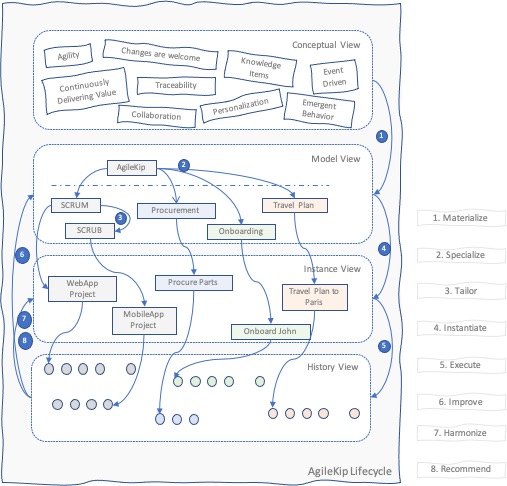 Conceptual View
Agility
Changes are welcome
Knowledge
Items
Event
Driven
Continuously
Delivering Value
Traceability
Personalization
Emergent
Behavior
Collaboration
1
Model View
AgileKip
2
SCRUM
3
Procurement
Travel Plan
SCRUB
Onboarding
4
6
Instance View
WebApp
Project
Procure Parts
Travel Plan to
Paris
MobileApp
Project
7
8
Onboard John
5
History View
AgilKip Lifecycle
1. Materialize
2. Specialize
3. Tailor
4. Instantiate
5. Execute
6. Improve
7. Harmonize
8. Recommend